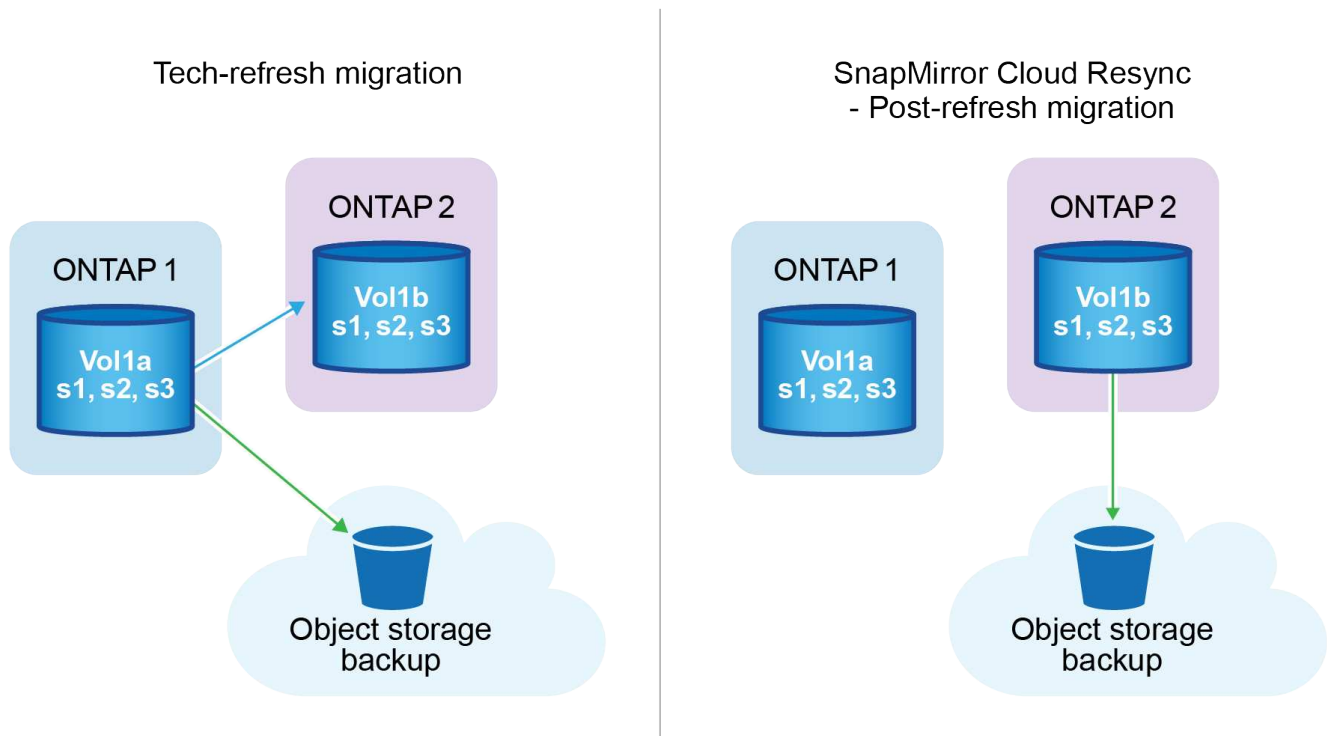 Tech-refresh migration
ONTAP 2
Vol1b
s1, s2, s3
ONTAP 1
Vol1a
s1, s2, s3
Object storage
backup
SnapMirror Cloud Resync
- Post-refresh migration
ONTAP 2
Vol1b
s1, s2, s3
ONTAP 1
Vol1a
s1, s2, s3
Object storage
backup